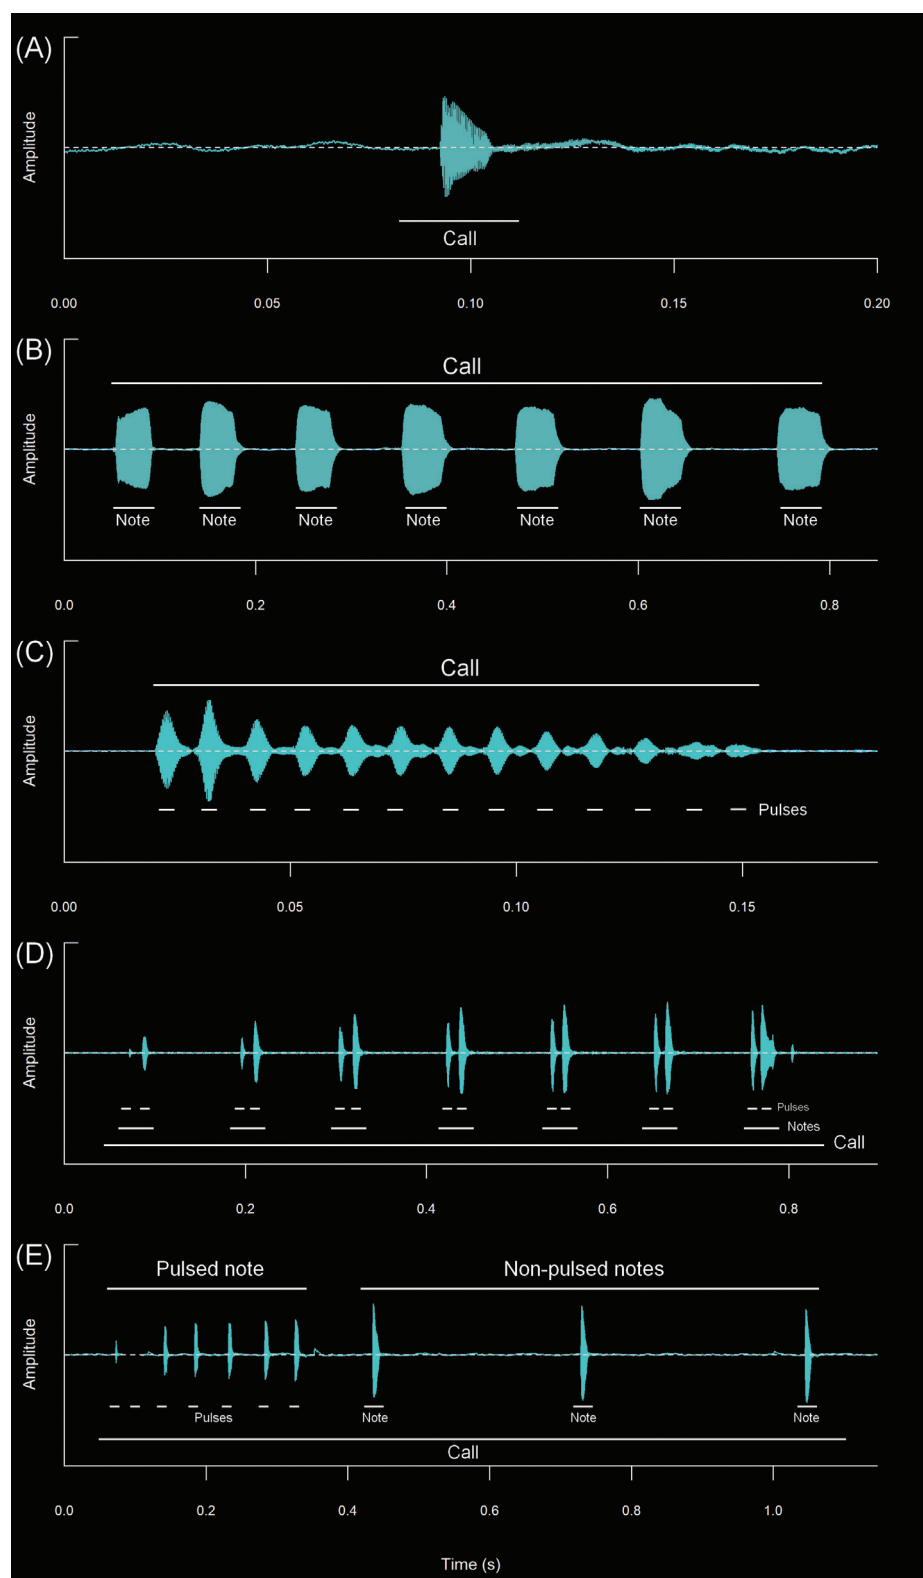 (A)
Amplitude
Call
0.00 0.05 0.10 0.15 0.20
(B)
Call
Amplitude
Note Note Note Note Note Note Note
0.0 0.2 0.4 0.6 0.8
(C)
Call
Amplitude
Pulses
0.00 0.05 0.10 0.15
(D)
Amplitude
Pulses
Notes
Call
0.0 0.2 0.4 0.6 0.8
(E)
Pulsed note Non-pulsed notes
Amplitude
Pulses Note Note Note
Call
0.0 0.2 0.4 0.6 0.8 1.0
Time (s)